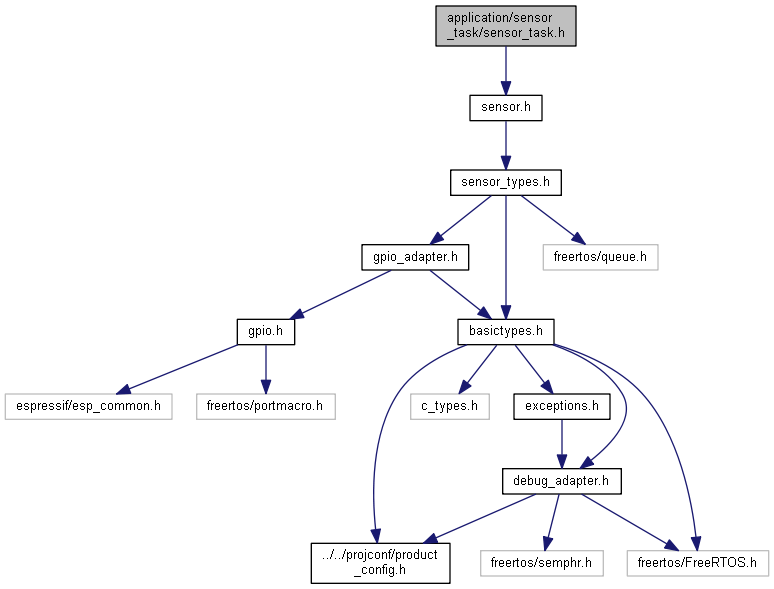 application/sensor
_task/sensor_task.h
sensor.h
sensor_types.h
gpio_adapter.h
freertos/queue.h
gpio.h
basictypes.h
espressif/esp_common.h
freertos/portmacro.h
c_types.h
exceptions.h
debug_adapter.h
../../projconf/product
_config.h
freertos/semphr.h
freertos/FreeRTOS.h